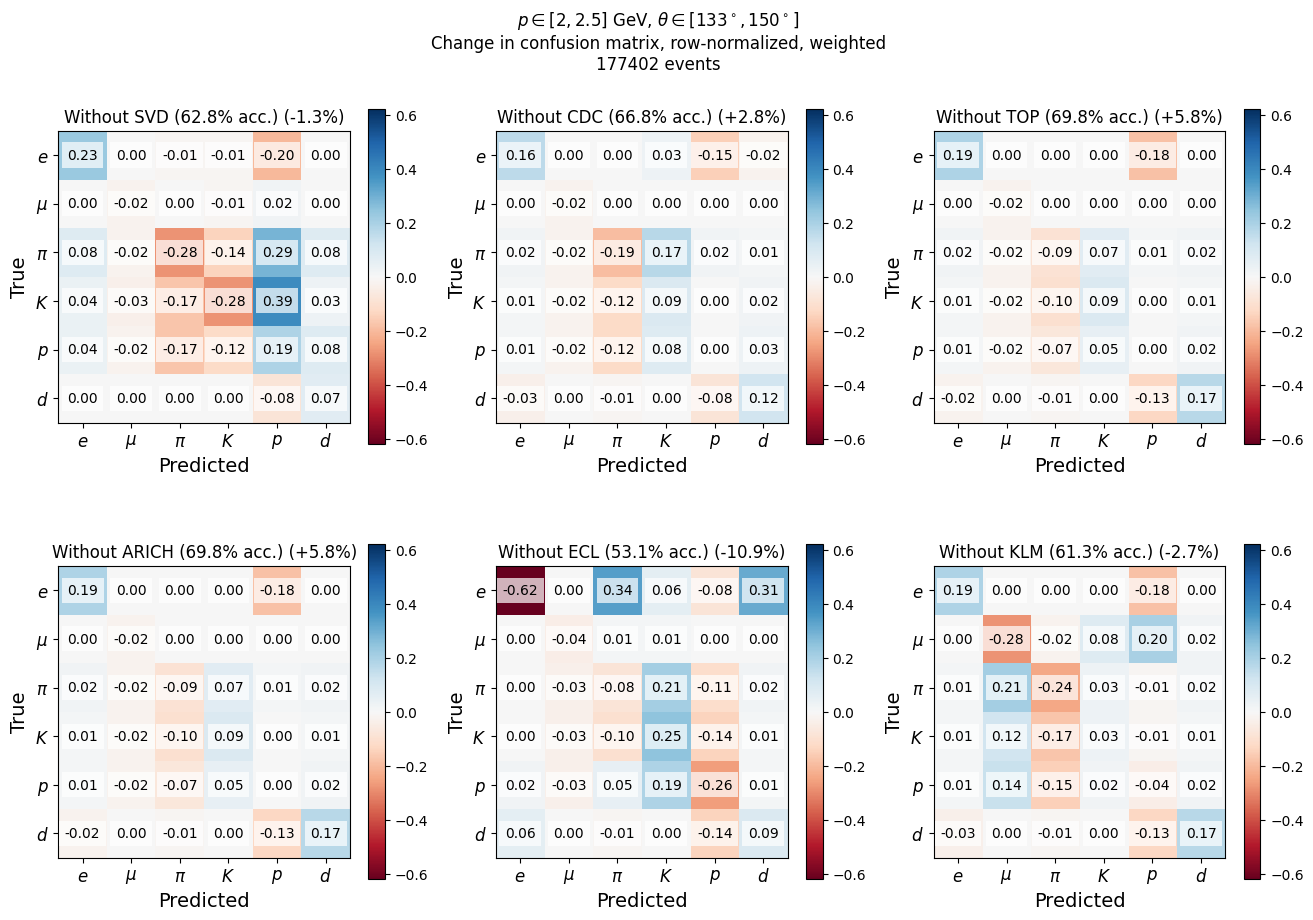 p ∈ [2, 2.5] GeV, θ ∈ [133°, 150°]
Change in confusion matrix, row-normalized, weighted
177402 events
Without SVD (62.8% acc.) (-1.3%)
True
e 0.23 0.00 -0.01 -0.01 -0.20 0.00
μ 0.00 -0.02 0.00 -0.01 0.02 0.00
π 0.08 -0.02 -0.28 -0.14 0.29 0.08
K 0.04 -0.03 -0.17 -0.28 0.39 0.03
p 0.04 -0.02 -0.17 -0.12 0.19 0.08
d 0.00 0.00 0.00 0.00 -0.08 0.07
e μ π K p d
Predicted
0.6
0.4
0.2
0.0
−0.2
−0.4
−0.6
Without CDC (66.8% acc.) (+2.8%)
True
e 0.16 0.00 0.00 0.03 -0.15 -0.02
μ 0.00 -0.02 0.00 0.00 0.00 0.00
π 0.02 -0.02 -0.19 0.17 0.02 0.01
K 0.01 -0.02 -0.12 0.09 0.00 0.02
p 0.01 -0.02 -0.12 0.08 0.00 0.03
d -0.03 0.00 -0.01 0.00 -0.08 0.12
e μ π K p d
Predicted
0.6
0.4
0.2
0.0
−0.2
−0.4
−0.6
Without TOP (69.8% acc.) (+5.8%)
True
e 0.19 0.00 0.00 0.00 -0.18 0.00
μ 0.00 -0.02 0.00 0.00 0.00 0.00
π 0.02 -0.02 -0.09 0.07 0.01 0.02
K 0.01 -0.02 -0.10 0.09 0.00 0.01
p 0.01 -0.02 -0.07 0.05 0.00 0.02
d -0.02 0.00 -0.01 0.00 -0.13 0.17
e μ π K p d
Predicted
0.6
0.4
0.2
0.0
−0.2
−0.4
−0.6
Without ARICH (69.8% acc.) (+5.8%)
True
e 0.19 0.00 0.00 0.00 -0.18 0.00
μ 0.00 -0.02 0.00 0.00 0.00 0.00
π 0.02 -0.02 -0.09 0.07 0.01 0.02
K 0.01 -0.02 -0.10 0.09 0.00 0.01
p 0.01 -0.02 -0.07 0.05 0.00 0.02
d -0.02 0.00 -0.01 0.00 -0.13 0.17
e μ π K p d
Predicted
0.6
0.4
0.2
0.0
−0.2
−0.4
−0.6
Without ECL (53.1% acc.) (-10.9%)
True
e -0.62 0.00 0.34 0.06 -0.08 0.31
μ 0.00 -0.04 0.01 0.01 0.00 0.00
π 0.00 -0.03 -0.08 0.21 -0.11 0.02
K 0.00 -0.03 -0.10 0.25 -0.14 0.01
p 0.02 -0.03 0.05 0.19 -0.26 0.01
d 0.06 0.00 -0.01 0.00 -0.14 0.09
e μ π K p d
Predicted
0.6
0.4
0.2
0.0
−0.2
−0.4
−0.6
Without KLM (61.3% acc.) (-2.7%)
True
e 0.19 0.00 0.00 0.00 -0.18 0.00
μ 0.00 -0.28 -0.02 0.08 0.20 0.02
π 0.01 0.21 -0.24 0.03 -0.01 0.02
K 0.01 0.12 -0.17 0.03 -0.01 0.01
p 0.01 0.14 -0.15 0.02 -0.04 0.02
d -0.03 0.00 -0.01 0.00 -0.13 0.17
e μ π K p d
Predicted
0.6
0.4
0.2
0.0
−0.2
−0.4
−0.6